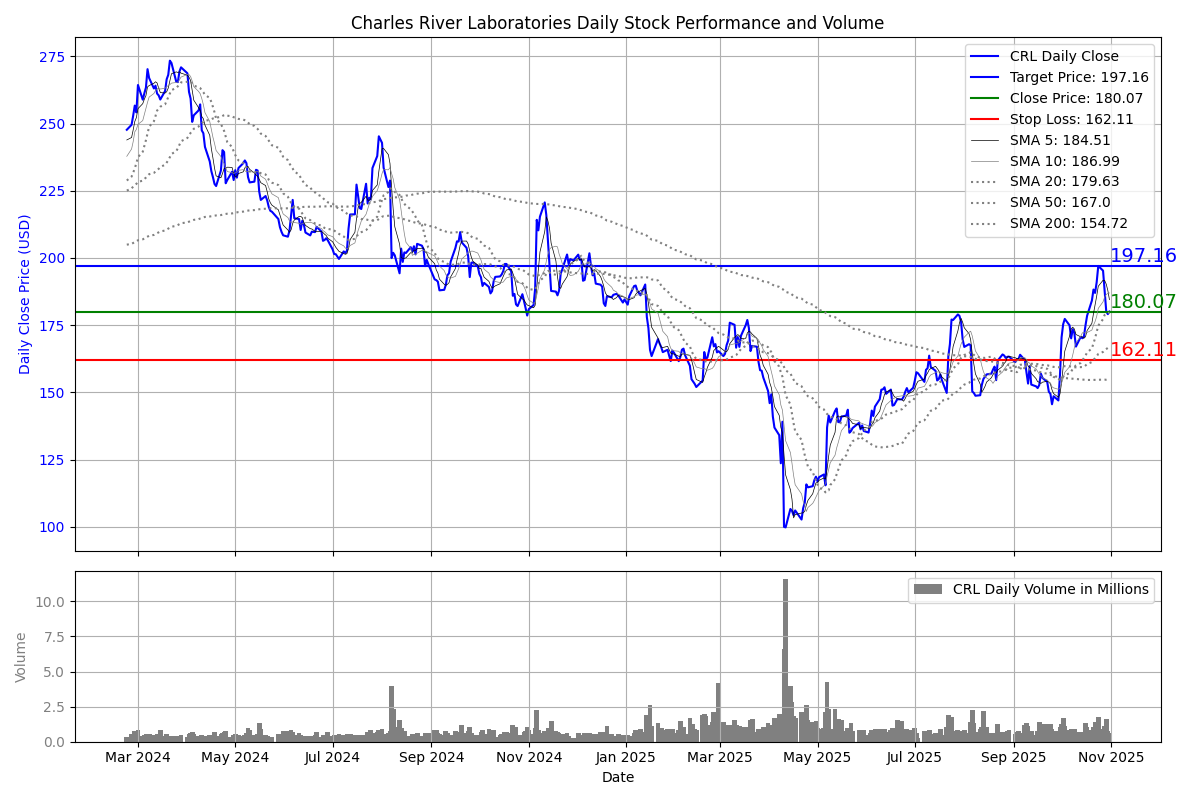 Charles River Laboratories Daily Stock Performance and Volume
275
250
225
200
175
150
125
100
Daily Close Price (USD)
CRL Daily Close
Target Price: 197.16
Close Price: 180.07
Stop Loss: 162.11
SMA 5: 184.51
SMA 10: 186.99
SMA 20: 179.63
SMA 50: 167.0
SMA 200: 154.72
197.16
180.07
162.11
10.0
7.5
5.0
2.5
0.0
Volume
CRL Daily Volume in Millions
Mar 2024 May 2024 Jul 2024 Sep 2024 Nov 2024 Jan 2025 Mar 2025 May 2025 Jul 2025 Sep 2025 Nov 2025
Date